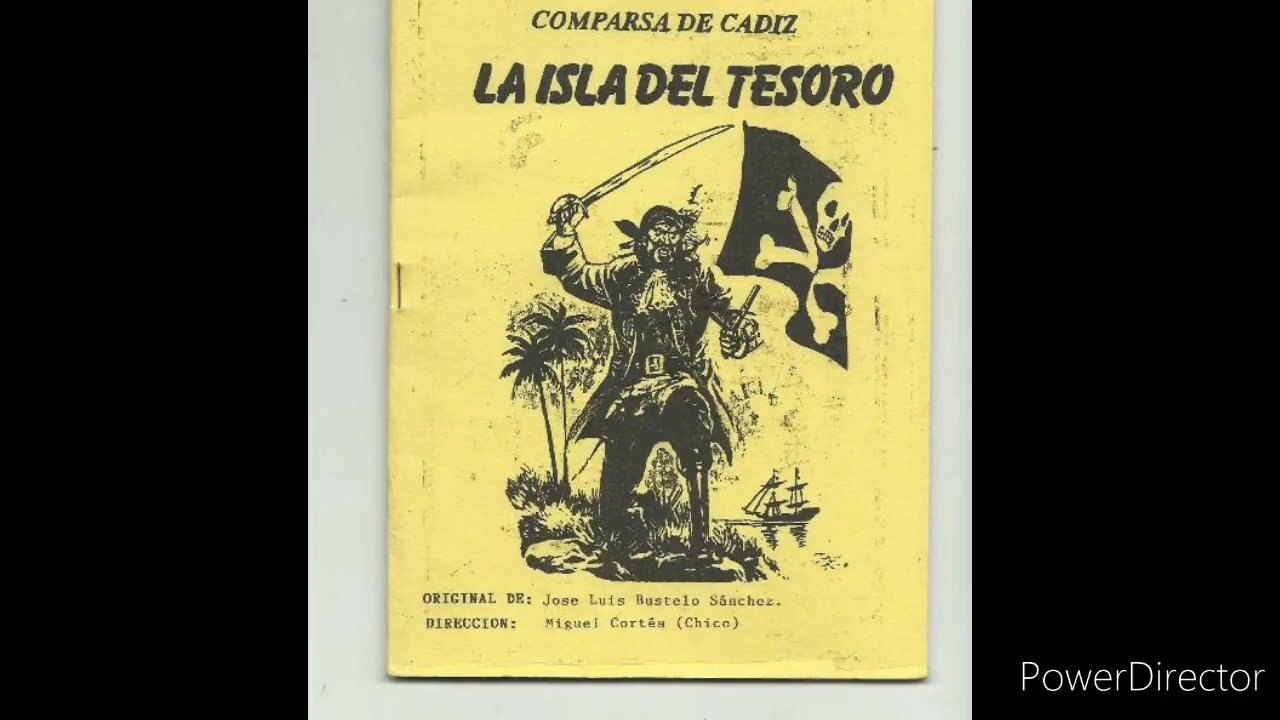 COMPARSA DE CADIZ
LA ISLA DEL TESORO
ORIGINAL DE: Jose Luis Bustelo Sánchez.
DIRECCION: Miguel Cortés (Chico)
PowerDirector